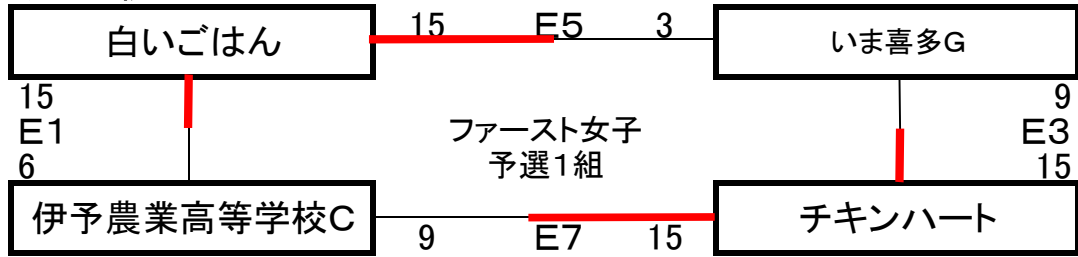 白いごはん
15 E5 3
いま喜多G
15
E1
6
ファースト女子
予選1組
9
E3
15
伊予農業高等学校C
9 E7 15
チキンハート